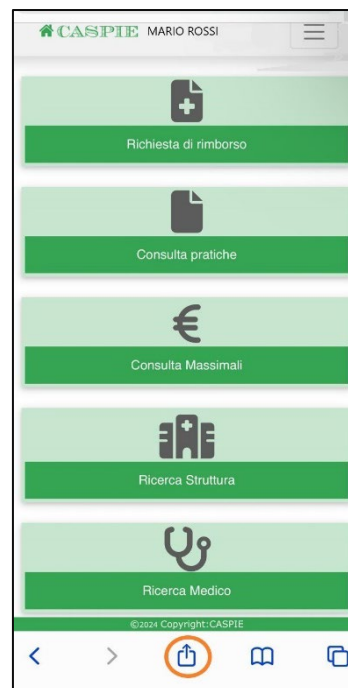 CASPIE MARIO ROSSI
Richiesta di rimborso
Consulta pratiche
€
Consulta Massimali
Ricerca Struttura
Ricerca Medico
©2024 Copyright:CASPIE